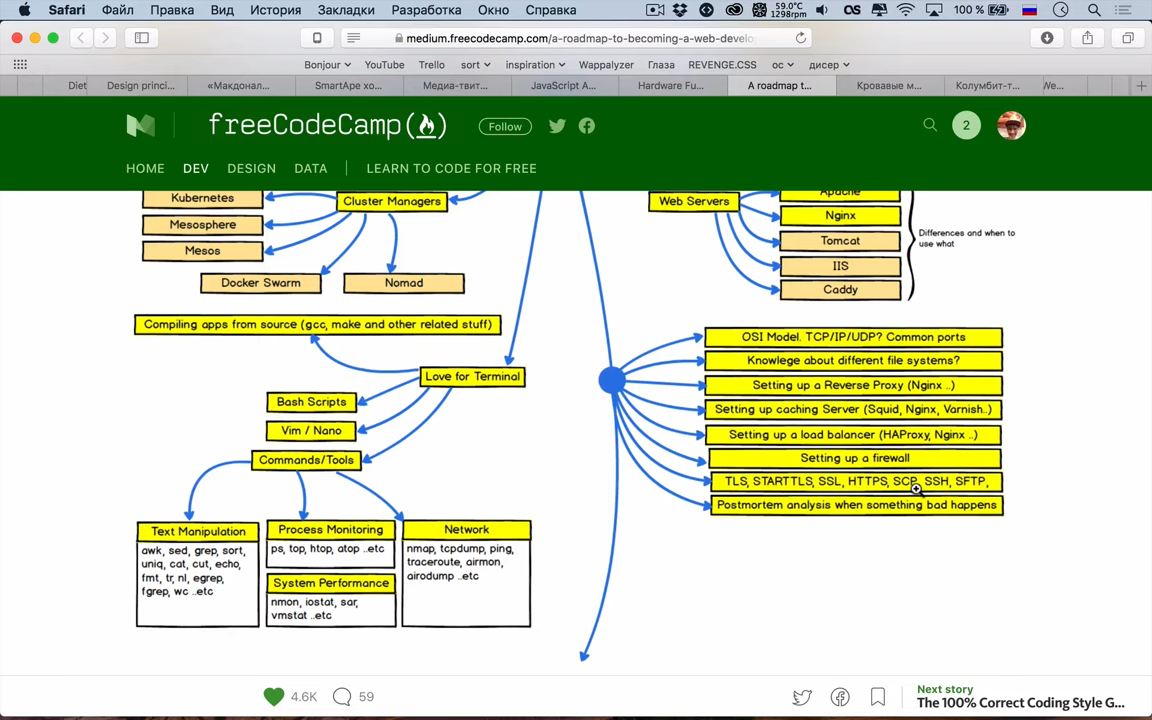 Safari Файл Правка Вид История Закладки Разработка Окно Справка 59.0°C 1298rpm 100 %
medium.freecodecamp.com/a-roadmap-to-becoming-a-web-develo
Bonjour YouTube Trello sort inspiration Wappalyzer Глаза REVENGE.CSS ос дисер
Diet Design princi... «Макдонал... SmartApe хо... Медиа-твит... JavaScript A... Hardware Fu... A roadmap t... Кровавые м... Колумбит-т... We...
freeCodeCamp Follow 2
HOME DEV DESIGN DATA LEARN TO CODE FOR FREE
Kubernetes
Cluster Managers
Mesosphere
Mesos
Docker Swarm
Nomad
Web Servers
Apache
Nginx
Tomcat
IIS
Caddy
Differences and when to
use what
Compiling apps from source (gcc, make and other related stuff)
Love for Terminal
Bash Scripts
Vim / Nano
Commands/Tools
Text Manipulation
awk, sed, grep, sort,
uniq, cat, cut, echo,
fmt, tr, nl, egrep,
fgrep, wc ..etc
Process Monitoring
ps, top, htop, atop ..etc
System Performance
nmon, iostat, sar,
vmstat ..etc
Network
nmap, tcpdump, ping,
traceroute, airmon,
airodump ..etc
OSI Model. TCP/IP/UDP? Common ports
Knowlege about different file systems?
Setting up a Reverse Proxy (Nginx ..)
Setting up caching Server (Squid, Nginx, Varnish..)
Setting up a load balancer (HAProxy, Nginx ..)
Setting up a firewall
TLS, STARTTLS, SSL, HTTPS, SCP, SSH, SFTP,
Postmortem analysis when something bad happens
4.6K 59
Next story
The 100% Correct Coding Style G...